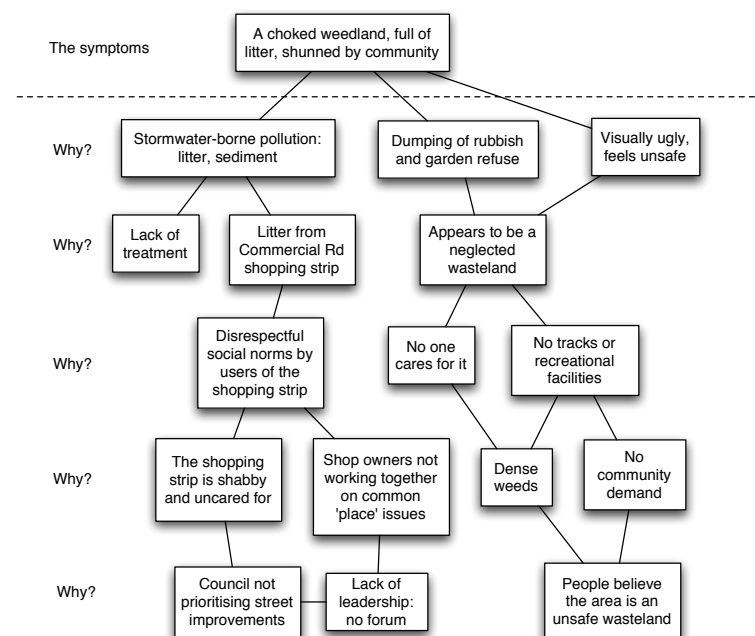 The symptoms
A choked weedland, full of
litter, shunned by community
Why?
Stormwater-borne pollution:
litter, sediment
Dumping of rubbish
and garden refuse
Visually ugly,
feels unsafe
Why?
Lack of
treatment
Litter from
Commercial Rd
shopping strip
Appears to be a
neglected
wasteland
Why?
Disrespectful
social norms by
users of the
shopping strip
No one
cares for it
No tracks or
recreational
facilities
Why?
The shopping
strip is shabby
and uncared for
Shop owners not
working together
on common
'place' issues
Dense
weeds
No
community
demand
Why?
Council not
prioritising street
improvements
Lack of
leadership:
no forum
People believe
the area is an
unsafe wasteland